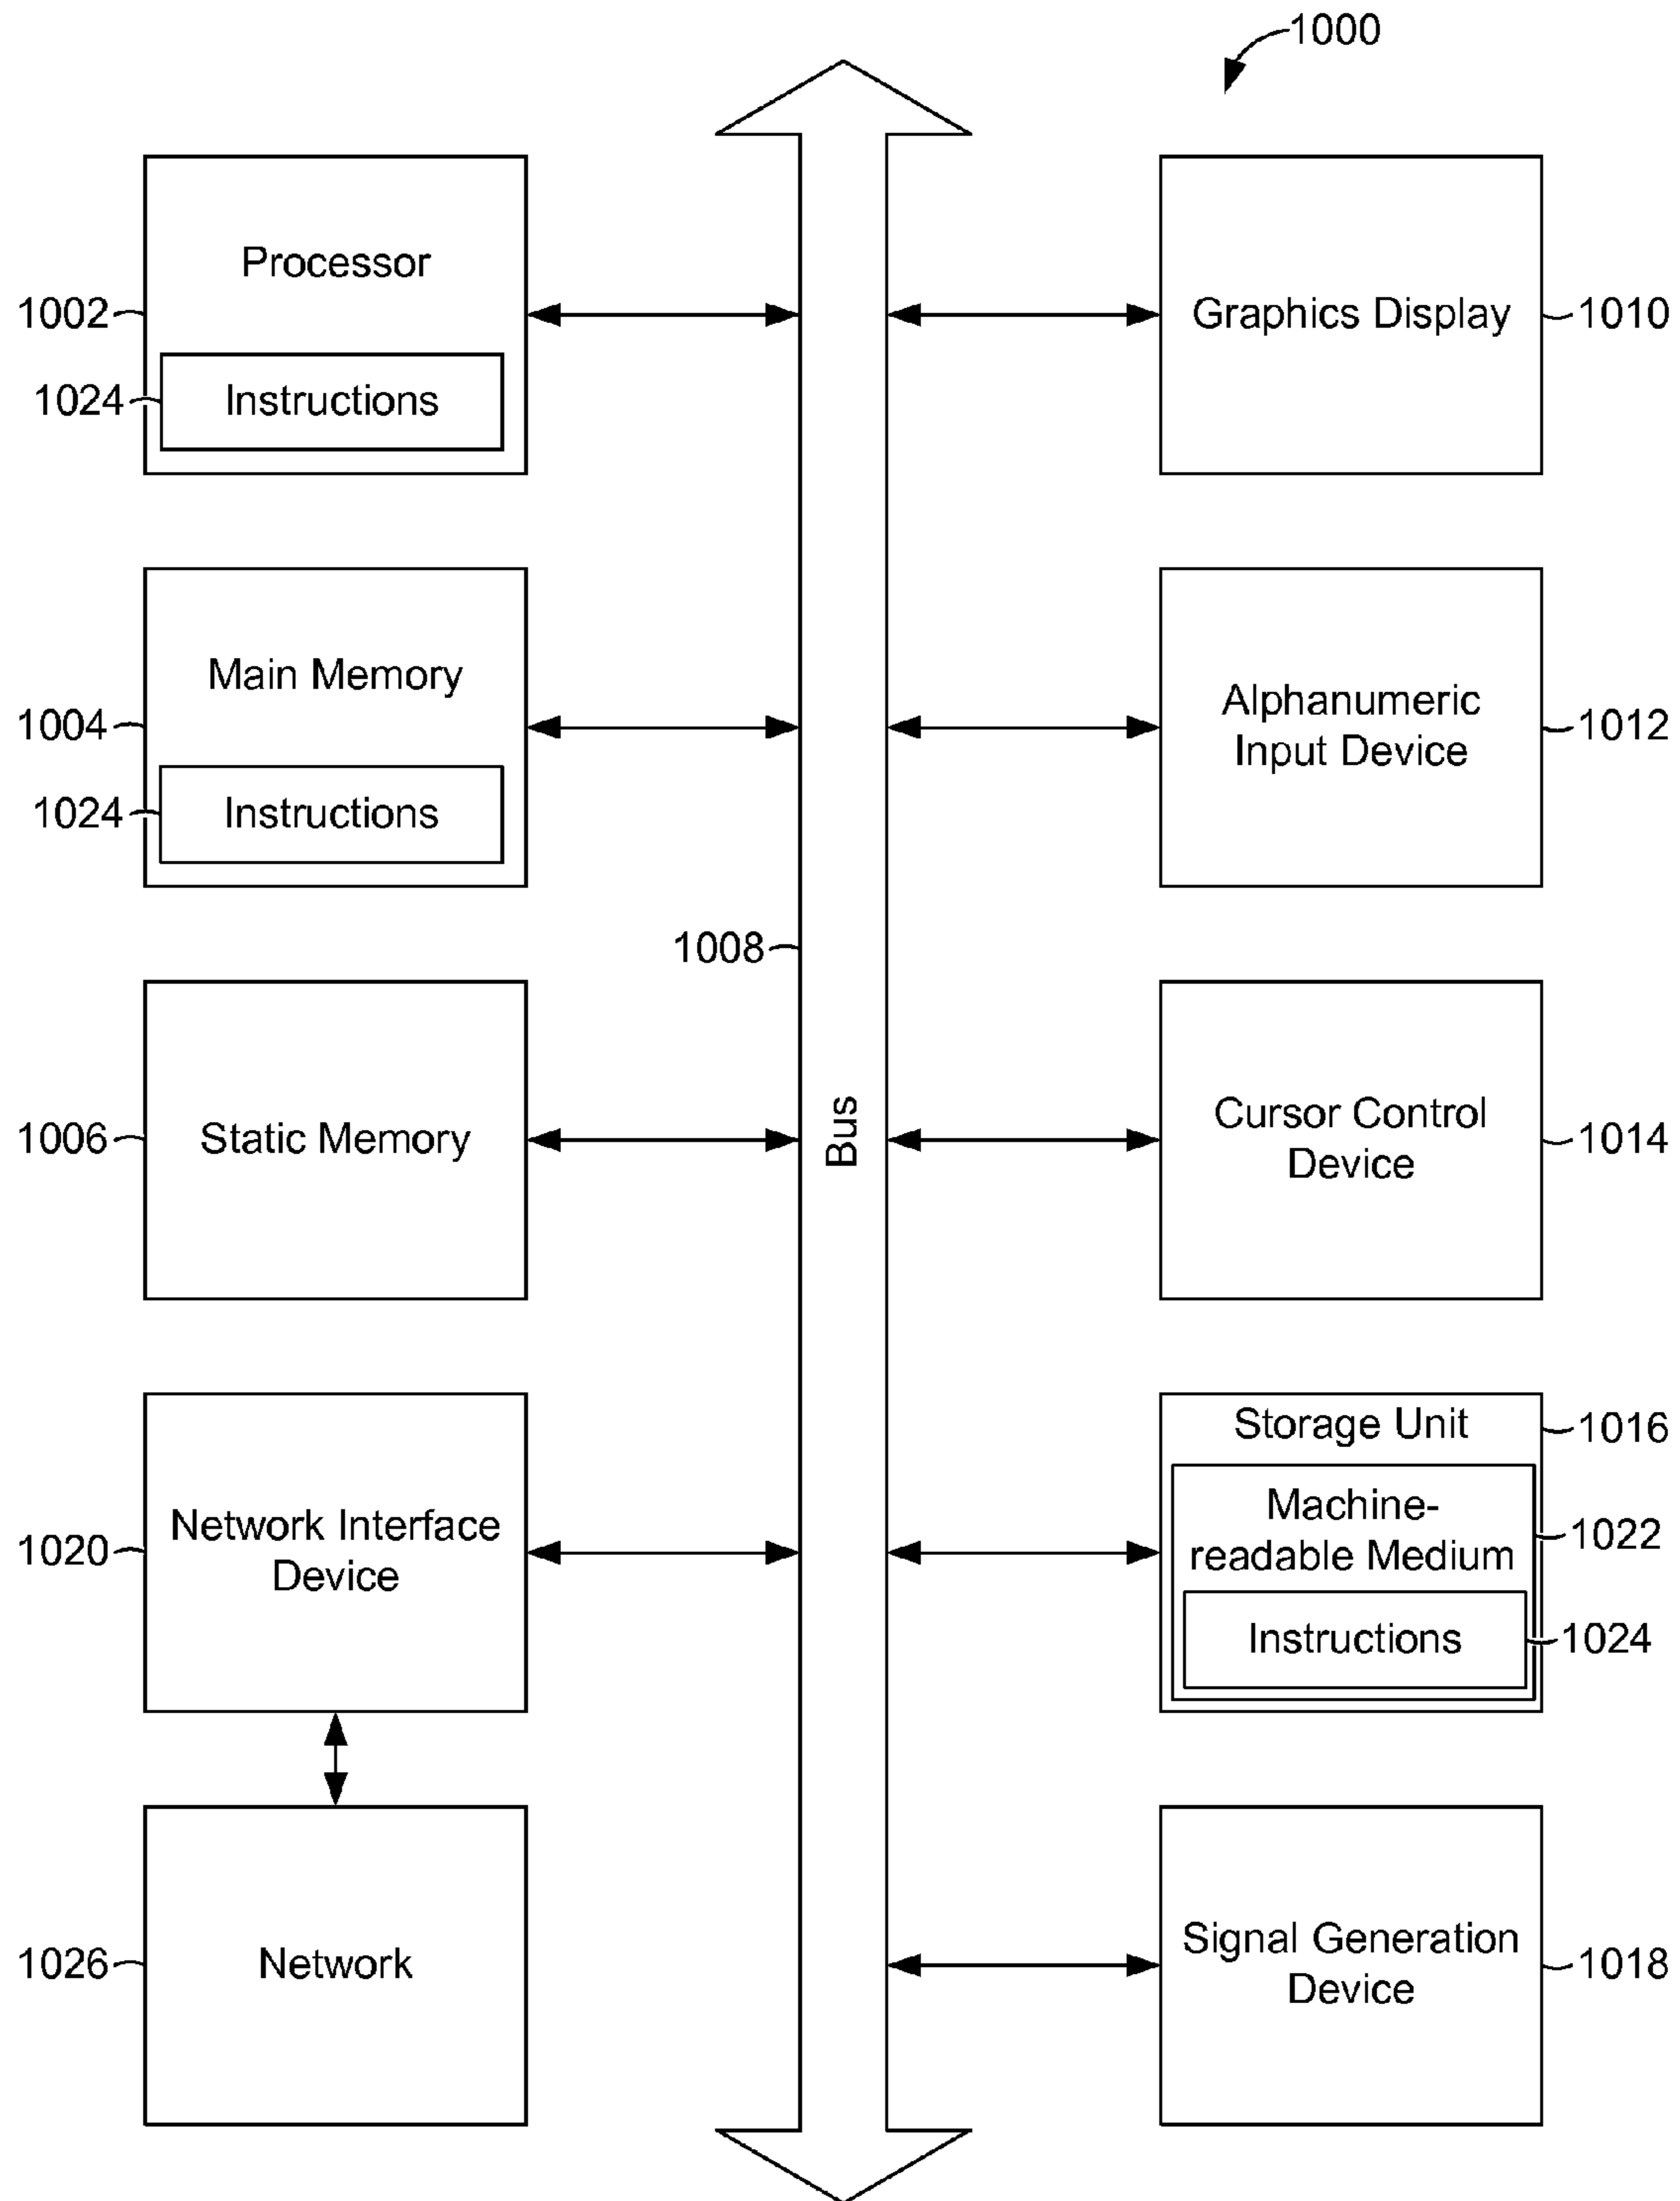 1000
Processor
1002
1024
Instructions
Graphics Display
1010
Main Memory
1004
1024
Instructions
Alphanumeric
Input Device
1012
1008
Bus
Static Memory
1006
Cursor Control
Device
1014
Network Interface
Device
1020
Storage Unit
1016
Machine-
readable Medium
1022
Instructions
1024
Network
1026
Signal Generation
Device
1018